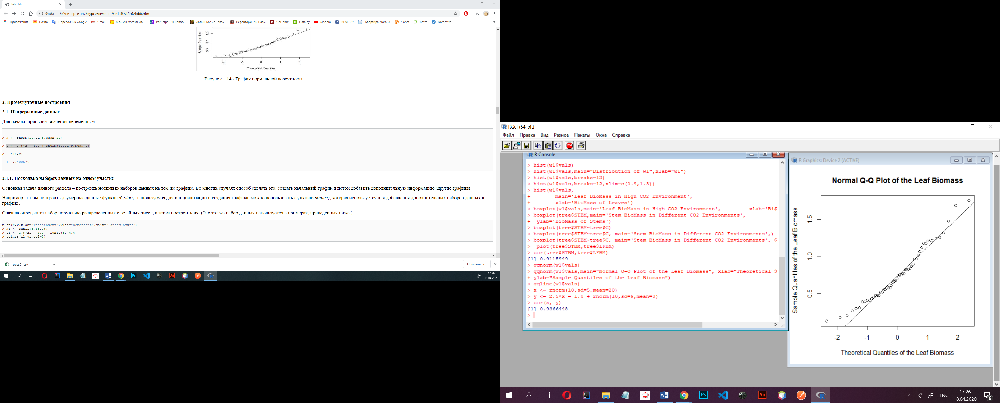 lab6.htm
Файл | D:/Университет/3курс/6семестр/СиТИОД/lb6/lab6.htm
Приложения Почта Переводчик Google Gmail Мой AliExpress: Уп... Регистрация новог... Лапин Борис - ска... Рефакторинг и Пат... GoHome Hata.by Sindom REALT.BY Квартира-Дом.BY Slanet Resta Domovita »
Sample Quantiles
1.5
1.0
0.5
-2 -1 0 1 2
Theoretical Quantiles
Рисунок 1.14 - График нормальной вероятности
2. Промежуточные построения
2.1. Непрерывные данные
Для начала, присвоим значения переменным.
> x <- rnorm(10,sd=5,mean=20)
> y <- 2.5*x - 1.0 + rnorm(10,sd=9,mean=0)
> cor(x,y)
[1] 0.7400576
2.1.1. Несколько наборов данных на одном участке
Основная задача данного раздела – построить несколько наборов данных на том же графике. Во многих случаях способ сделать это, создать начальный график и потом добавить дополнительную информацию (другие графики).
Например, чтобы построить двумерные данные функцией plot(), используемая для инициализации и создания графика, можно использовать функцию points(), которая используется для добавления дополнительных наборов данных в
графике.
Сначала определите набор нормально распределенных случайных чисел, а затем построить их. (Это тот же набор данных используется в примерах, приведенных ниже.)
plot(x,y,xlab="Independent",ylab="Dependent",main="Random Stuff")
> x1 <- runif(8,15,25)
> y1 <- 2.5*x1 - 1.0 + runif(8,-6,6)
> points(x1,y1,col=2)
trees91.csv
Показать все
17:26
18.04.2020
RGui (64-bit)
Файл Правка Вид Разное Пакеты Окна Справка
STOP
R Console
> hist(w1$vals)
> hist(w1$vals,main="Distribution of w1",xlab="w1")
> hist(w1$vals,breaks=12)
> hist(w1$vals,breaks=12,xlim=c(0.9,1.3))
> hist(w1$vals,
+ main='Leaf BioMass in High CO2 Environment',
+ xlab='BioMass of Leaves')
> boxplot(w1$vals,main='Leaf BioMass in High CO2 Environment', xlab='Bi$
> boxplot(tree$STBM,main='Stem BioMass in Different CO2 Environments',
+ ylab='BioMass of Stems')
> boxplot(tree$STBM~tree$C)
> boxplot(tree$STBM~tree$C, main='Stem BioMass in Different CO2 Environments',)
> boxplot(tree$STBM~tree$C, main='Stem BioMass in Different CO2 Environments', $
> plot(tree$STBM,tree$LFBM)
> cor(tree$STBM,tree$LFBM)
[1] 0.9115949
> qqnorm(w1$vals)
> qqnorm(w1$vals,main="Normal Q-Q Plot of the Leaf Biomass", xlab="Theoretical $
+ ylab="Sample Quantiles of the Leaf Biomass")
> qqline(w1$vals)
> x <- rnorm(10,sd=5,mean=20)
> y <- 2.5*x - 1.0 + rnorm(10,sd=9,mean=0)
> cor(x, y)
[1] 0.9366448
>
R Graphics: Device 2 (ACTIVE)
Normal Q-Q Plot of the Leaf Biomass
Sample Quantiles of the Leaf Biomass
1.5
1.0
0.5
-2 -1 0 1 2
Theoretical Quantiles of the Leaf Biomass
ENG
17:26
18.04.2020
6